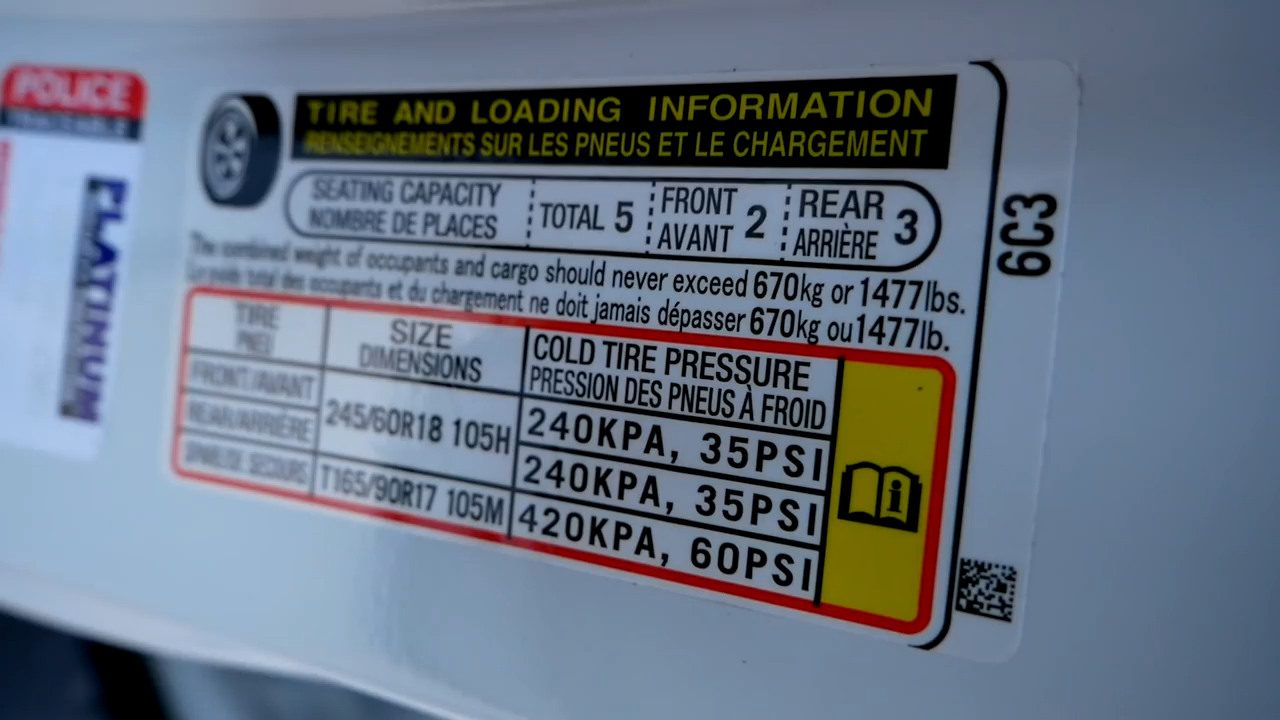 POLICE
TRACEABLE
PLATINUM
TIRE AND LOADING INFORMATION
RENSEIGNEMENTS SUR LES PNEUS ET LE CHARGEMENT
SEATING CAPACITY
NOMBRE DE PLACES
TOTAL 5
FRONT
AVANT
2
REAR
ARRIÈRE
3
The combined weight of occupants and cargo should never exceed 670kg or 1477lbs.
Le poids total des occupants et du chargement ne doit jamais dépasser 670kg ou 1477lb.
TIRE
PNEU
SIZE
DIMENSIONS
COLD TIRE PRESSURE
PRESSION DES PNEUS À FROID
FRONT/AVANT
245/60R18 105H
240KPA, 35PSI
REAR/ARRIÈRE
240KPA, 35PSI
SPARE/DE SECOURS
T165/90R17 105M
420KPA, 60PSI
6C3